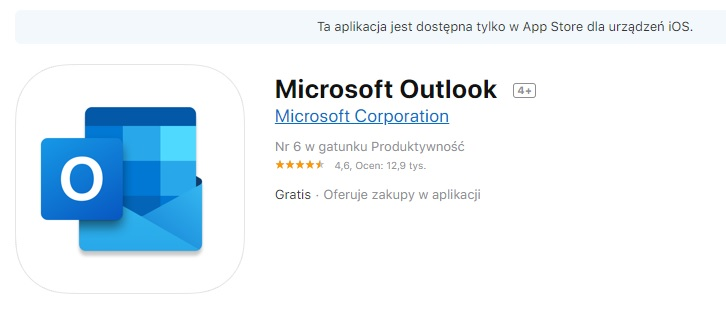 Ta aplikacja jest dostępna tylko w App Store dla urządzeń iOS.
Microsoft Outlook 4+
Microsoft Corporation
Nr 6 w gatunku Produktywność
4,6, Ocen: 12,9 tys.
Gratis · Oferuje zakupy w aplikacji
O